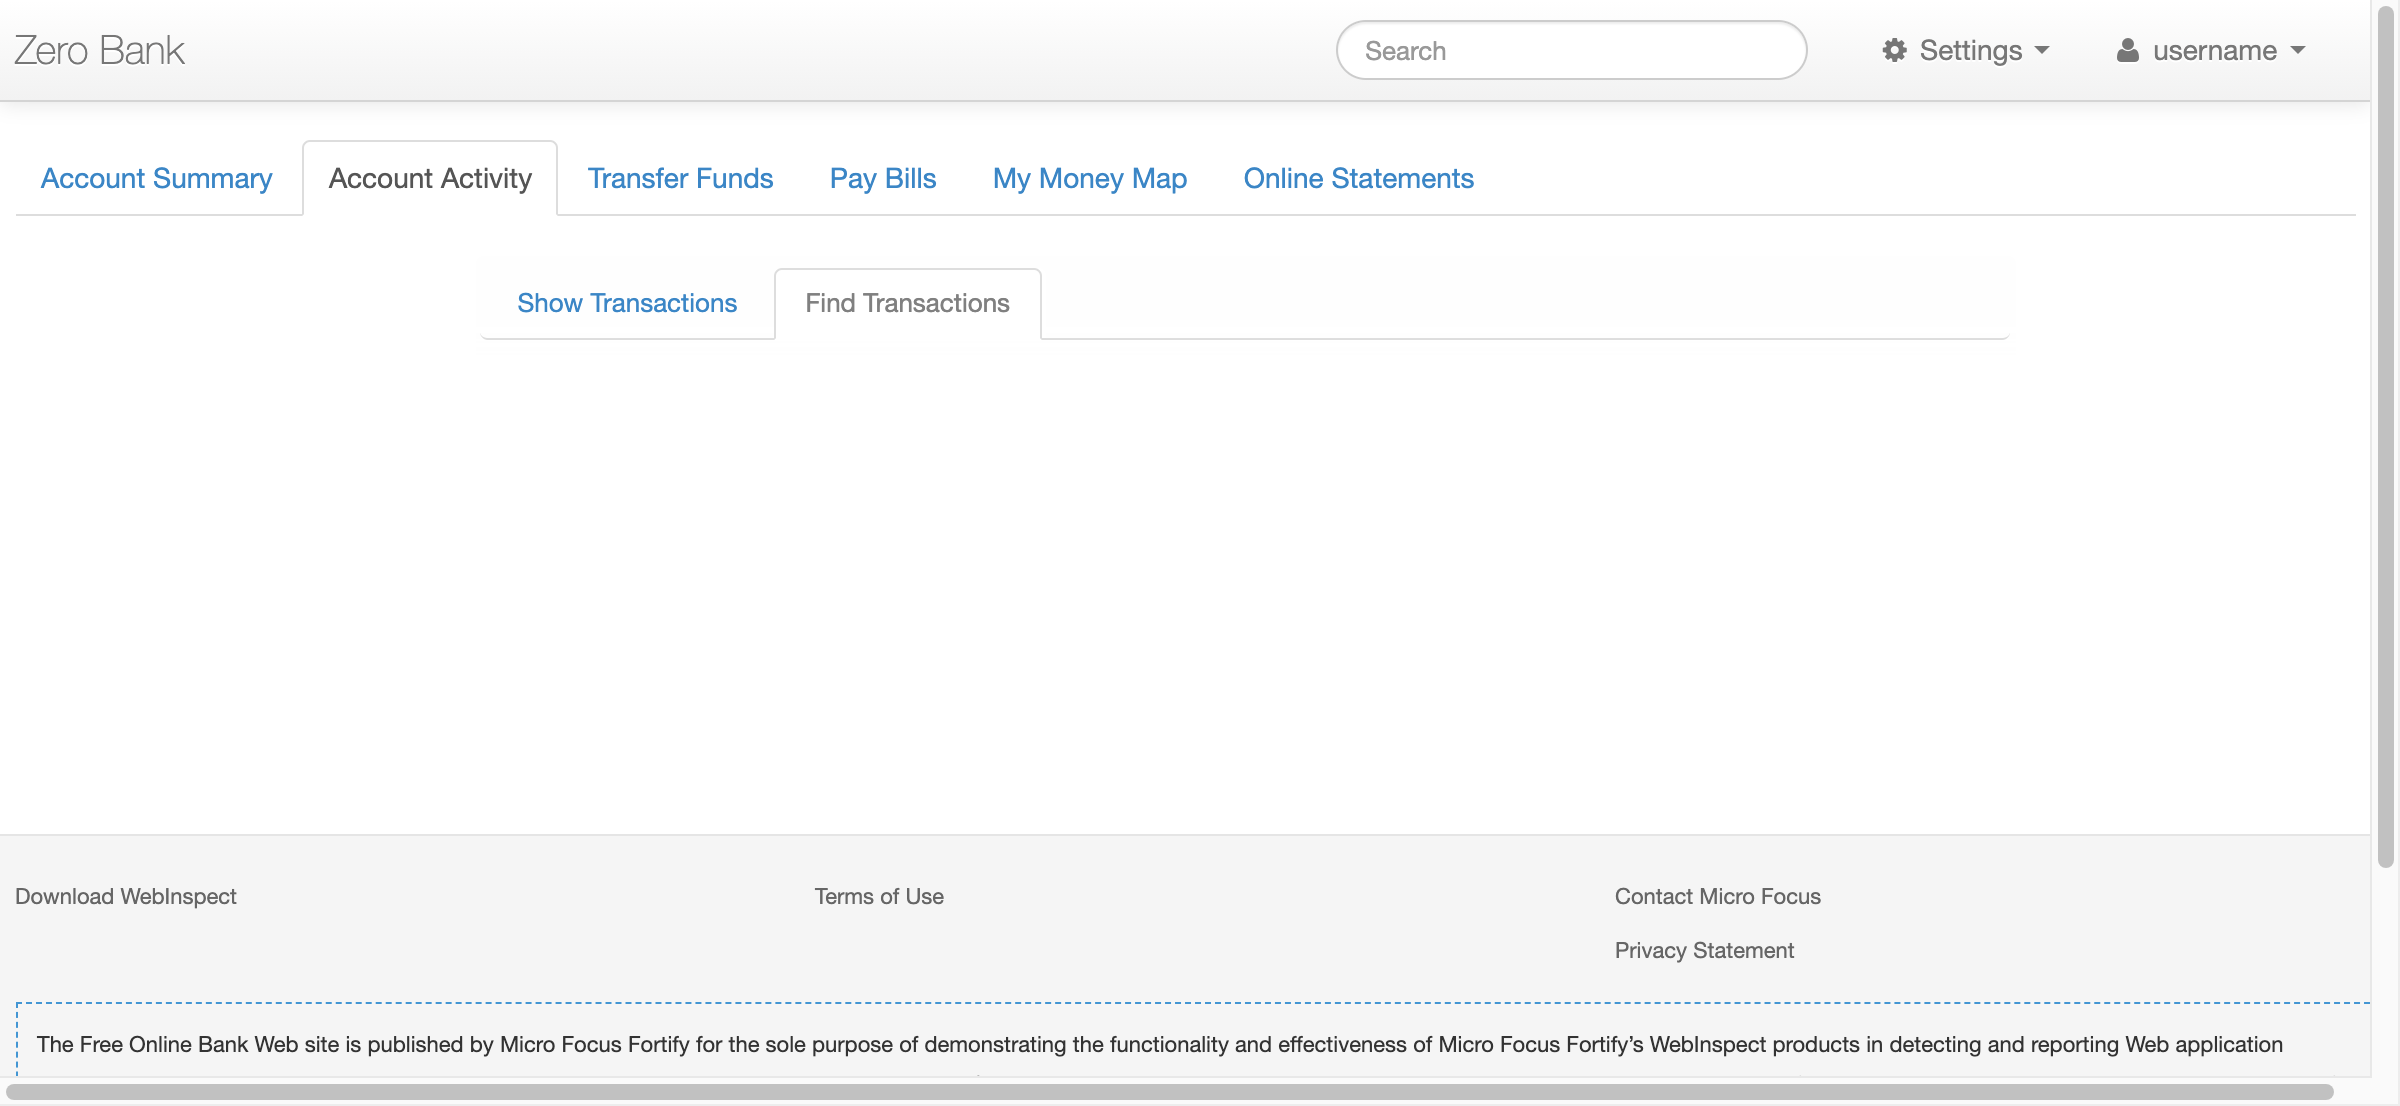 Zero Bank
Search
Settings
username
Account Summary
Account Activity
Transfer Funds
Pay Bills
My Money Map
Online Statements
Show Transactions
Find Transactions
Download WebInspect
Terms of Use
Contact Micro Focus
Privacy Statement
The Free Online Bank Web site is published by Micro Focus Fortify for the sole purpose of demonstrating the functionality and effectiveness of Micro Focus Fortify’s WebInspect products in detecting and reporting Web application